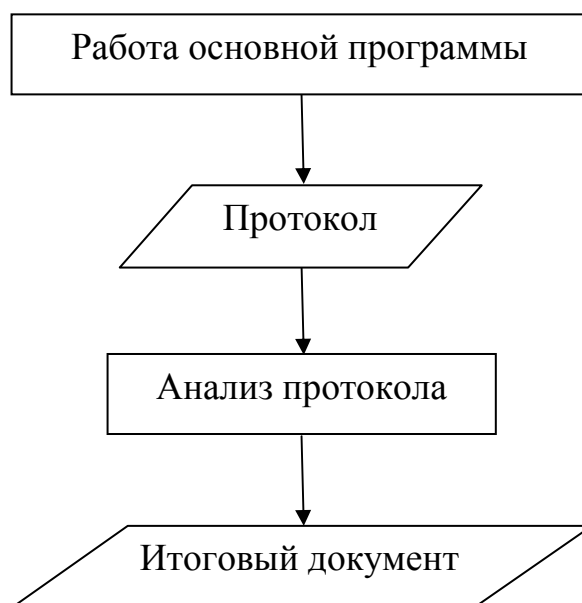 Работа основной программы
Протокол
Анализ протокола
Итоговый документ